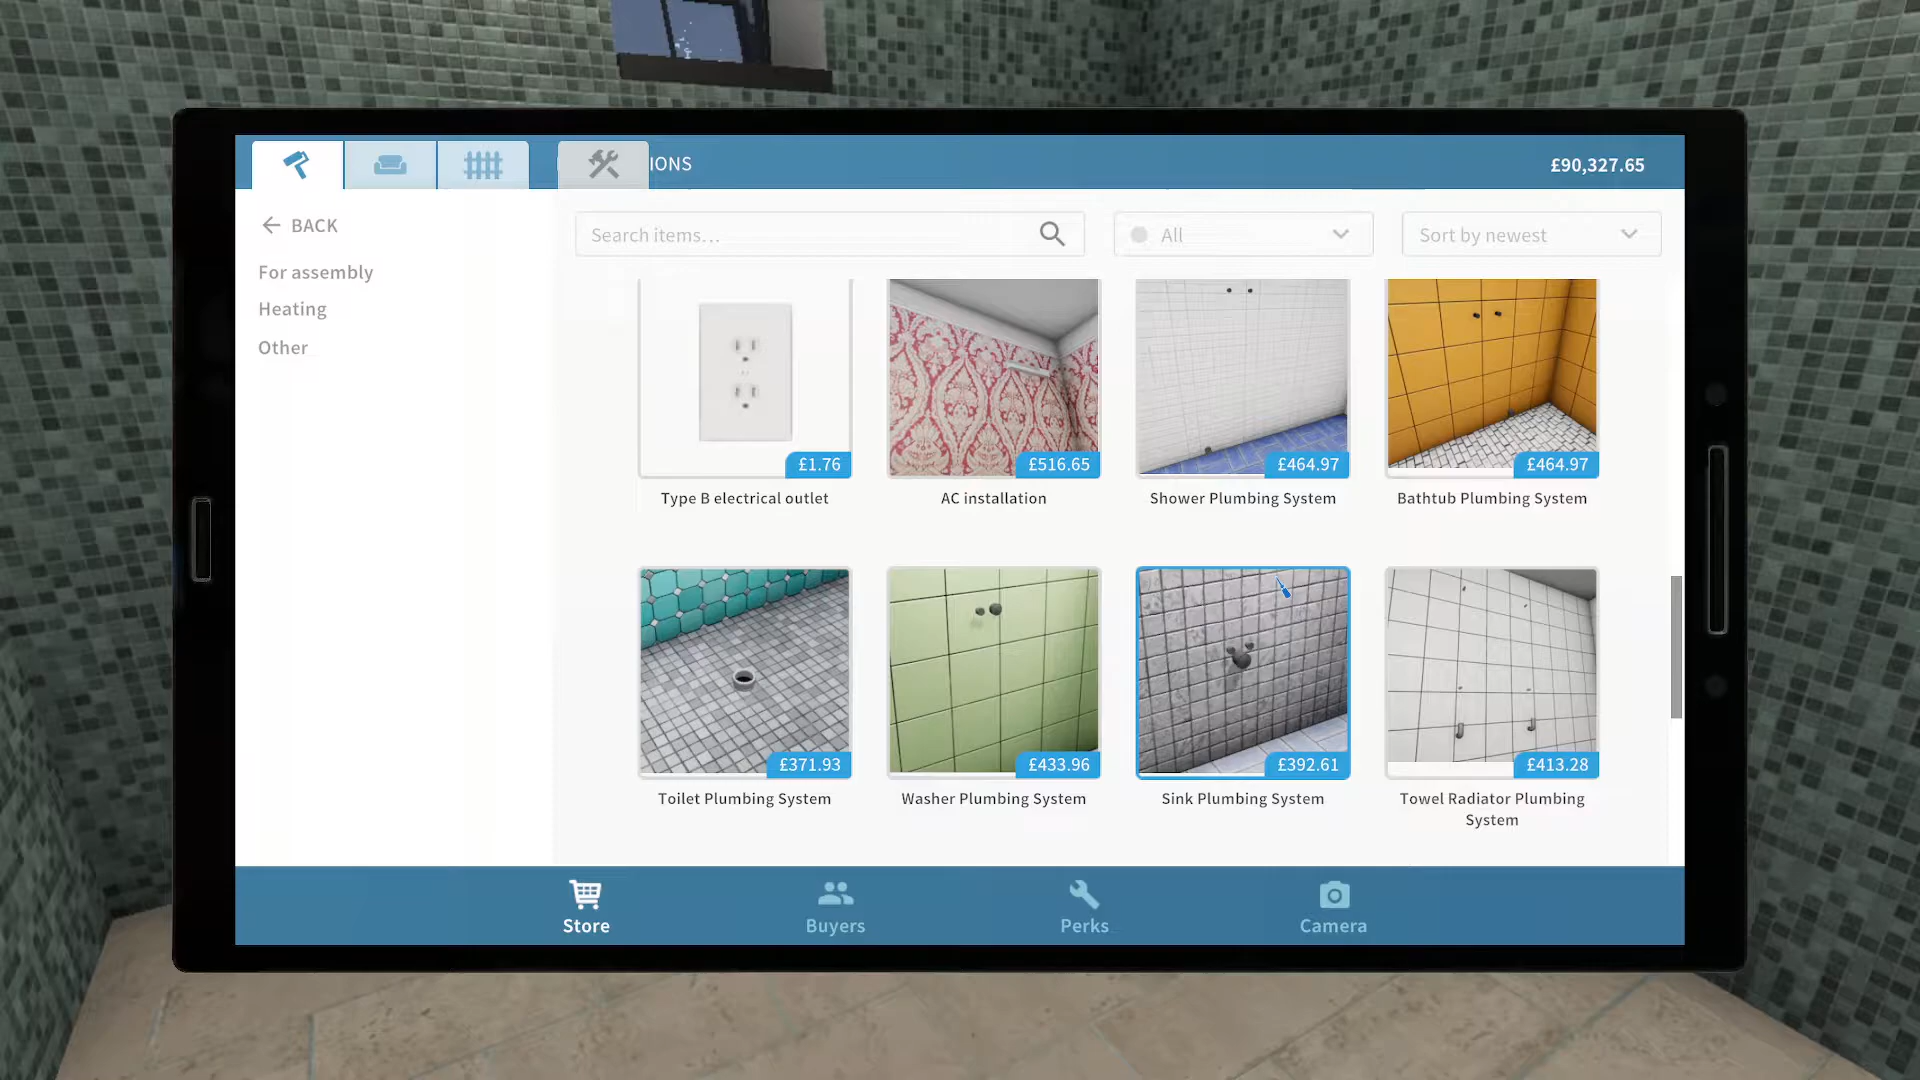 IONS
£90,327.65
BACK
Search items...
All
Sort by newest
For assembly
Heating
Other
£1.76
£516.65
£464.97
£464.97
Type B electrical outlet
AC installation
Shower Plumbing System
Bathtub Plumbing System
£371.93
£433.96
£392.61
£413.28
Toilet Plumbing System
Washer Plumbing System
Sink Plumbing System
Towel Radiator Plumbing
System
Store
Buyers
Perks
Camera